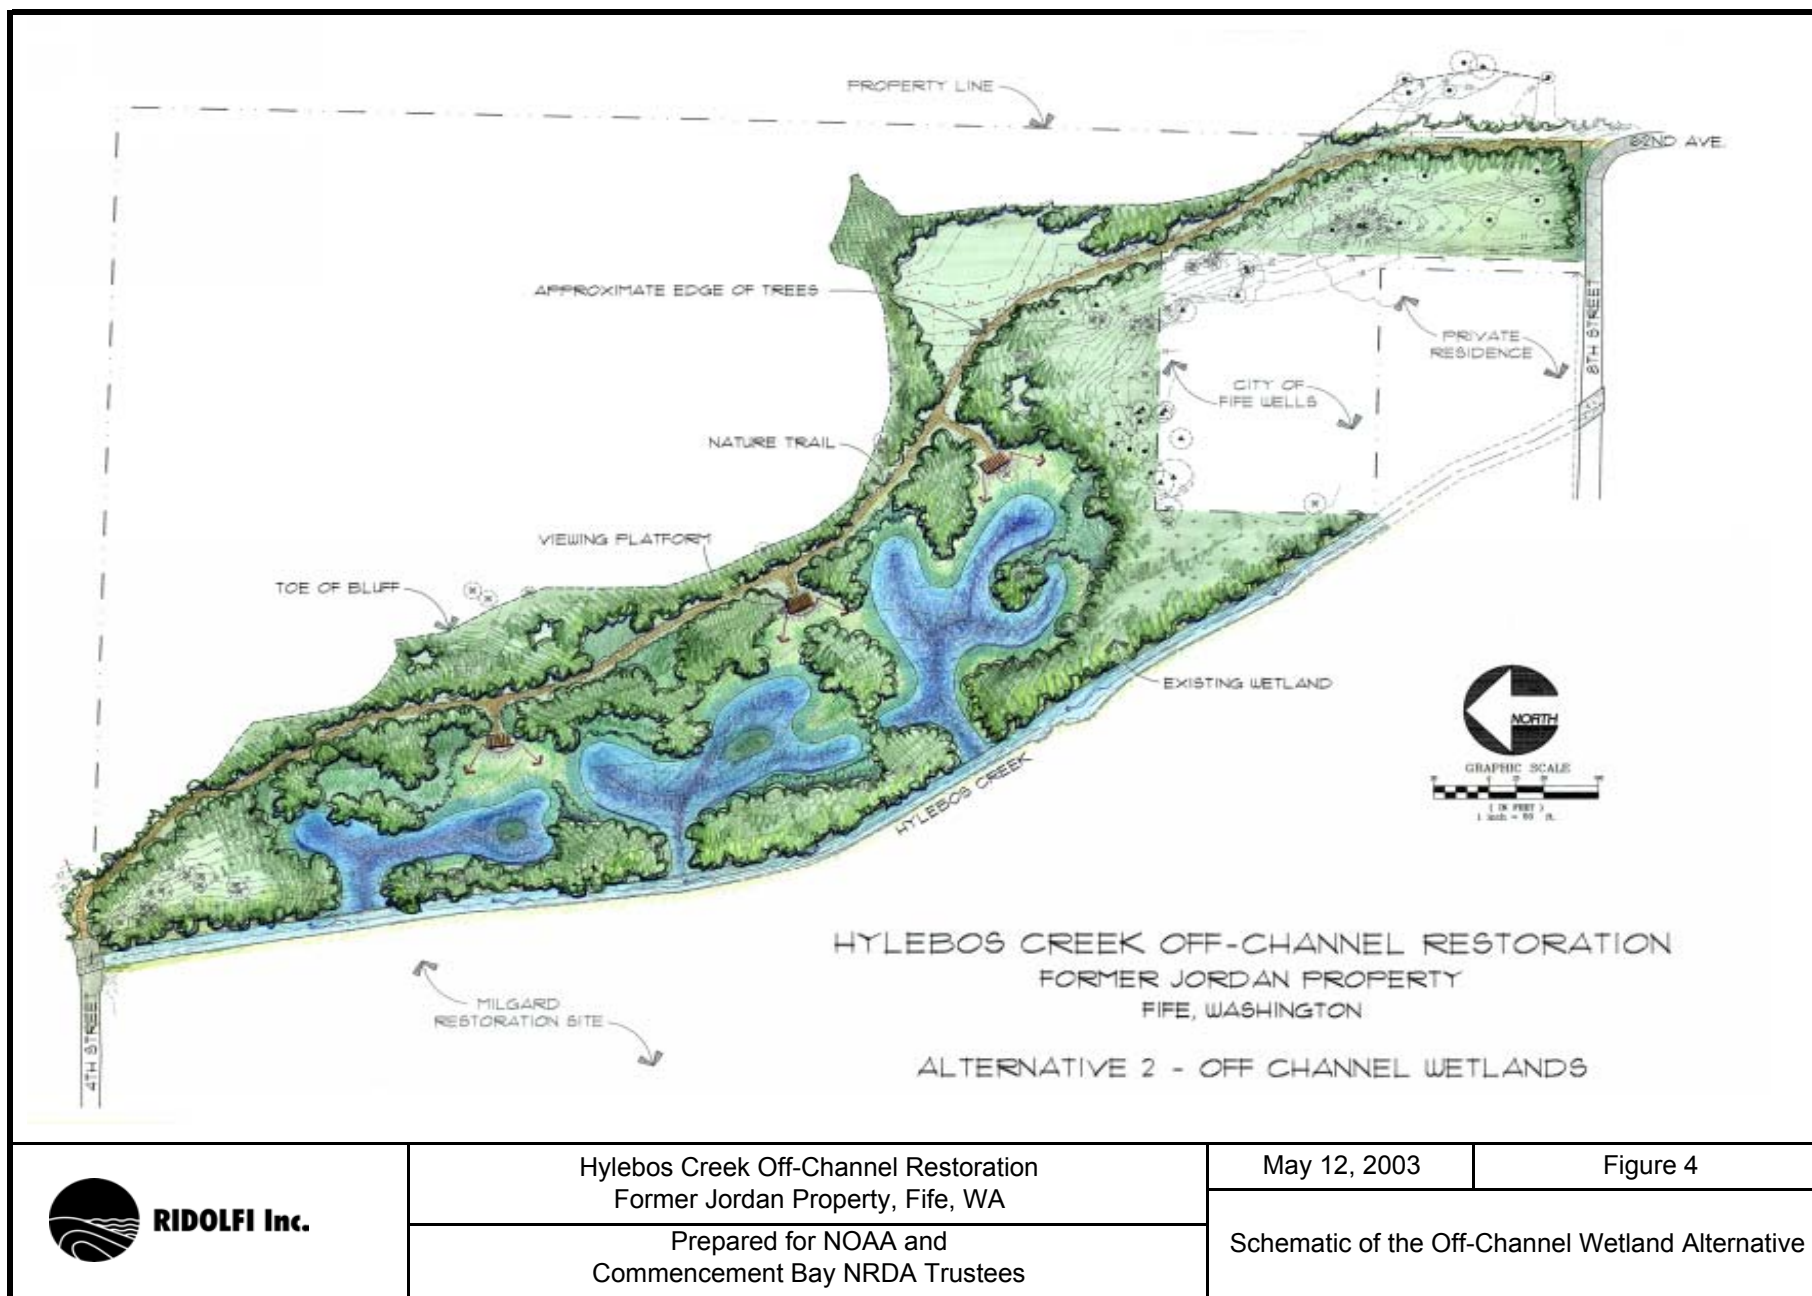 PROPERTY LINE
62ND AVE.
APPROXIMATE EDGE OF TREES
8TH STREET
PRIVATE
RESIDENCE
CITY OF
FIFE WELLS
NATURE TRAIL
VIEWING PLATFORM
TOE OF BLUFF
EXISTING WETLAND
NORTH
GRAPHIC SCALE
( IN FEET )
HYLEBOS CREEK
MILGARD
RESTORATION SITE
4TH STREET
HYLEBOS CREEK OFF-CHANNEL RESTORATION
FORMER JORDAN PROPERTY
FIFE, WASHINGTON
ALTERNATIVE 2 - OFF CHANNEL WETLANDS
RIDOLFI Inc.
Hylebos Creek Off-Channel Restoration
Former Jordan Property, Fife, WA
Prepared for NOAA and
Commencement Bay NRDA Trustees
May 12, 2003
Figure 4
Schematic of the Off-Channel Wetland Alternative